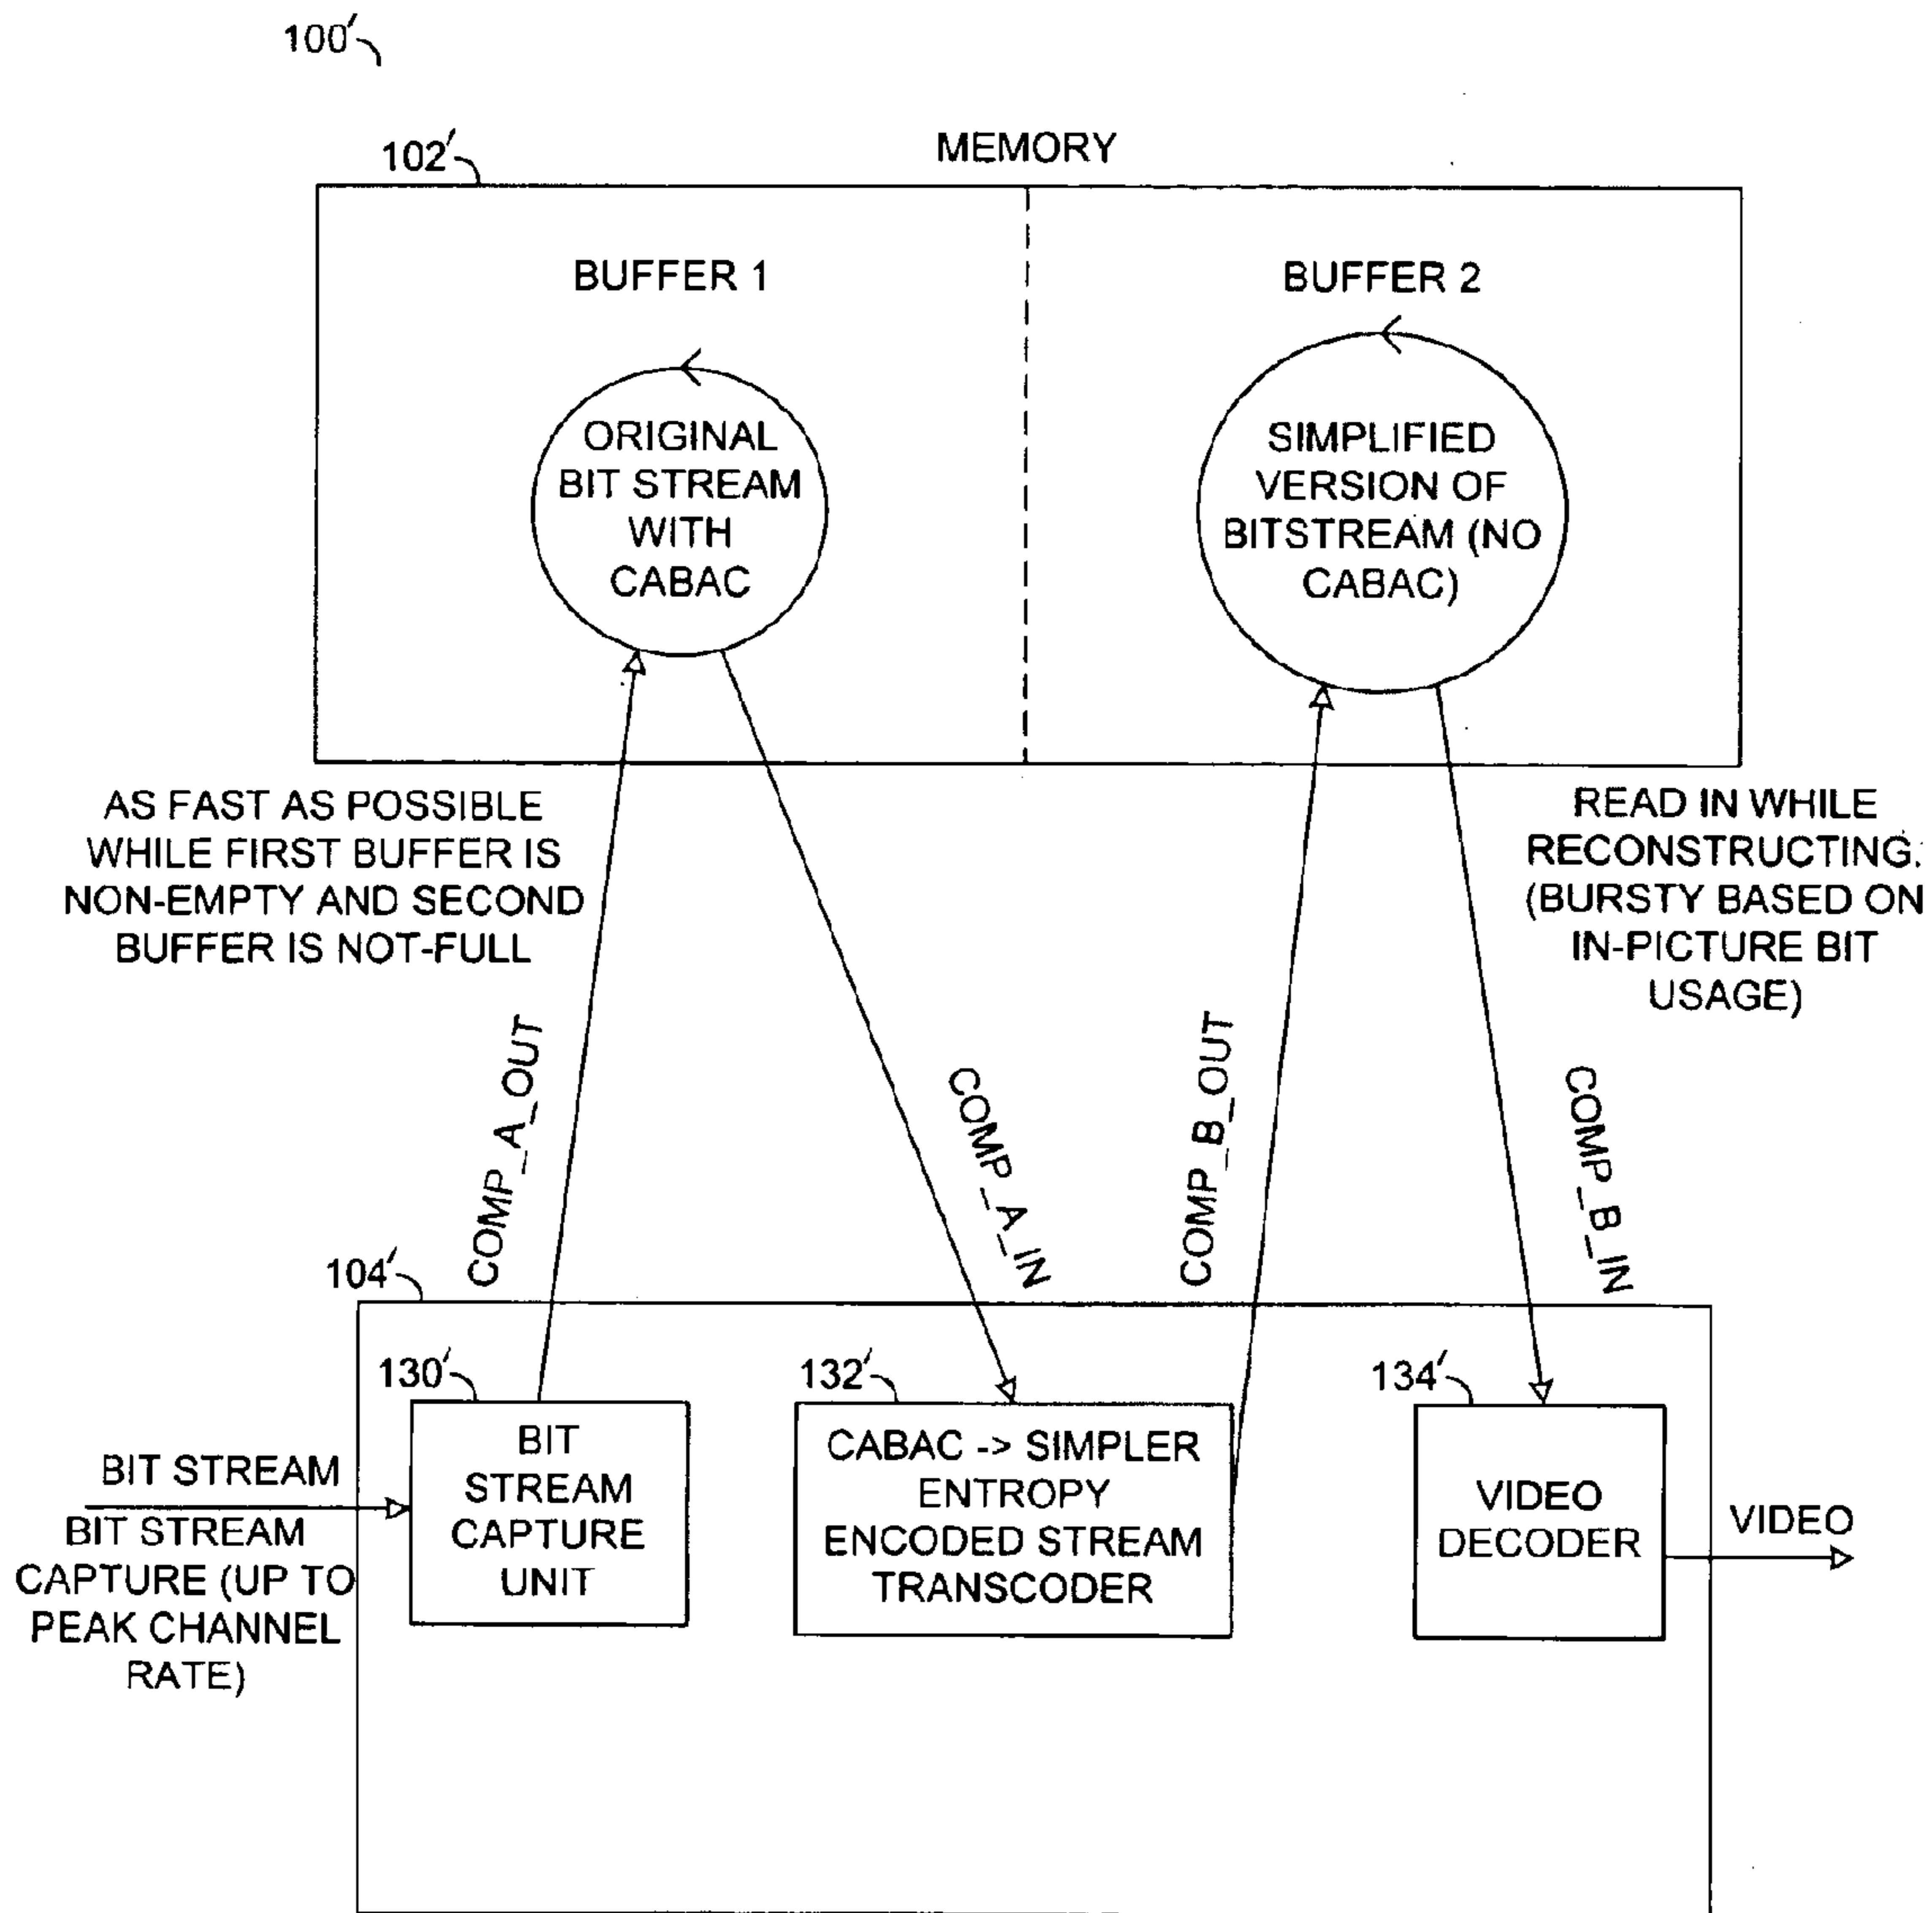 100′
102′
MEMORY
BUFFER 1
ORIGINAL
BIT STREAM
WITH
CABAC
BUFFER 2
SIMPLIFIED
VERSION OF
BITSTREAM (NO
CABAC)
AS FAST AS POSSIBLE
WHILE FIRST BUFFER IS
NON-EMPTY AND SECOND
BUFFER IS NOT-FULL
READ IN WHILE
RECONSTRUCTING.
(BURSTY BASED ON
IN-PICTURE BIT
USAGE)
COMP_A_OUT
COMP_A_IN
COMP_B_OUT
COMP_B_IN
104′
130′
BIT
STREAM
CAPTURE
UNIT
132′
CABAC -> SIMPLER
ENTROPY
ENCODED STREAM
TRANSCODER
134′
VIDEO
DECODER
BIT STREAM
BIT STREAM
CAPTURE (UP TO
PEAK CHANNEL
RATE)
VIDEO